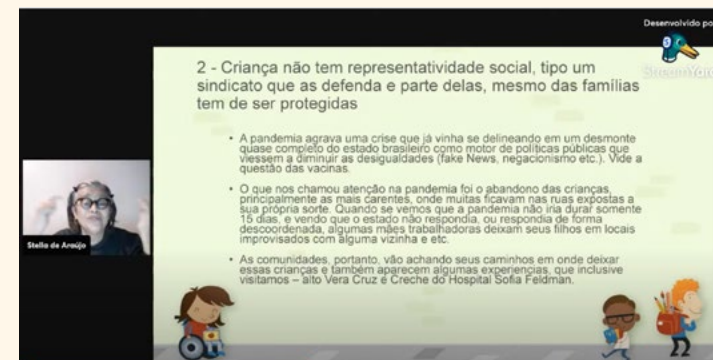 Desenvolvido po
StreamYard
2 - Criança não tem representatividade social, tipo um
sindicato que as defenda e parte delas, mesmo das famílias
tem de ser protegidas
• A pandemia agrava uma crise que já vinha se delineando em um desmonte
quase completo do estado brasileiro como motor de políticas públicas que
viessem a diminuir as desigualdades (fake News, negacionismo etc.). Vide a
questão das vacinas.
• O que nos chamou atenção na pandemia foi o abandono das crianças,
principalmente as mais carentes, onde muitas ficavam nas ruas expostas a
sua própria sorte. Quando se vemos que a pandemia não iria durar somente
15 dias, e vendo que o estado não respondia, ou respondia de forma
descoordenada, algumas mães trabalhadoras deixam seus filhos em locais
improvisados com alguma vizinha e etc.
• As comunidades, portanto, vão achando seus caminhos em onde deixar
essas crianças e também aparecem algumas experiencias, que inclusive
visitamos – alto Vera Cruz e Creche do Hospital Sofia Feldman.
Stella de Araújo